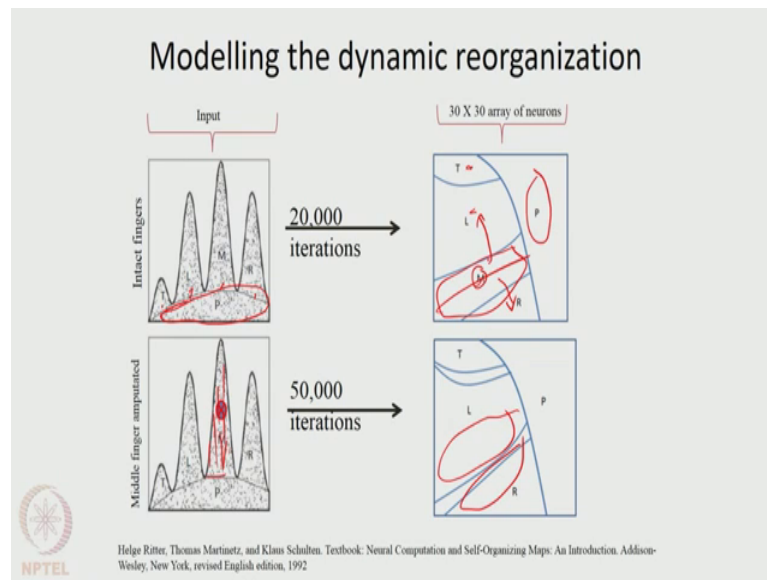 Modelling the dynamic reorganization
Input
30 X 30 array of neurons
Intact fingers
T
L
M
R
P
20,000
iterations
T
L
P
M
R
Middle finger amputated
T
L
M
R
P
50,000
iterations
T
L
P
R
Helge Ritter, Thomas Martinetz, and Klaus Schulten. Textbook: Neural Computation and Self-Organizing Maps: An Introduction. Addison-
Wesley, New York, revised English edition, 1992
NPTEL